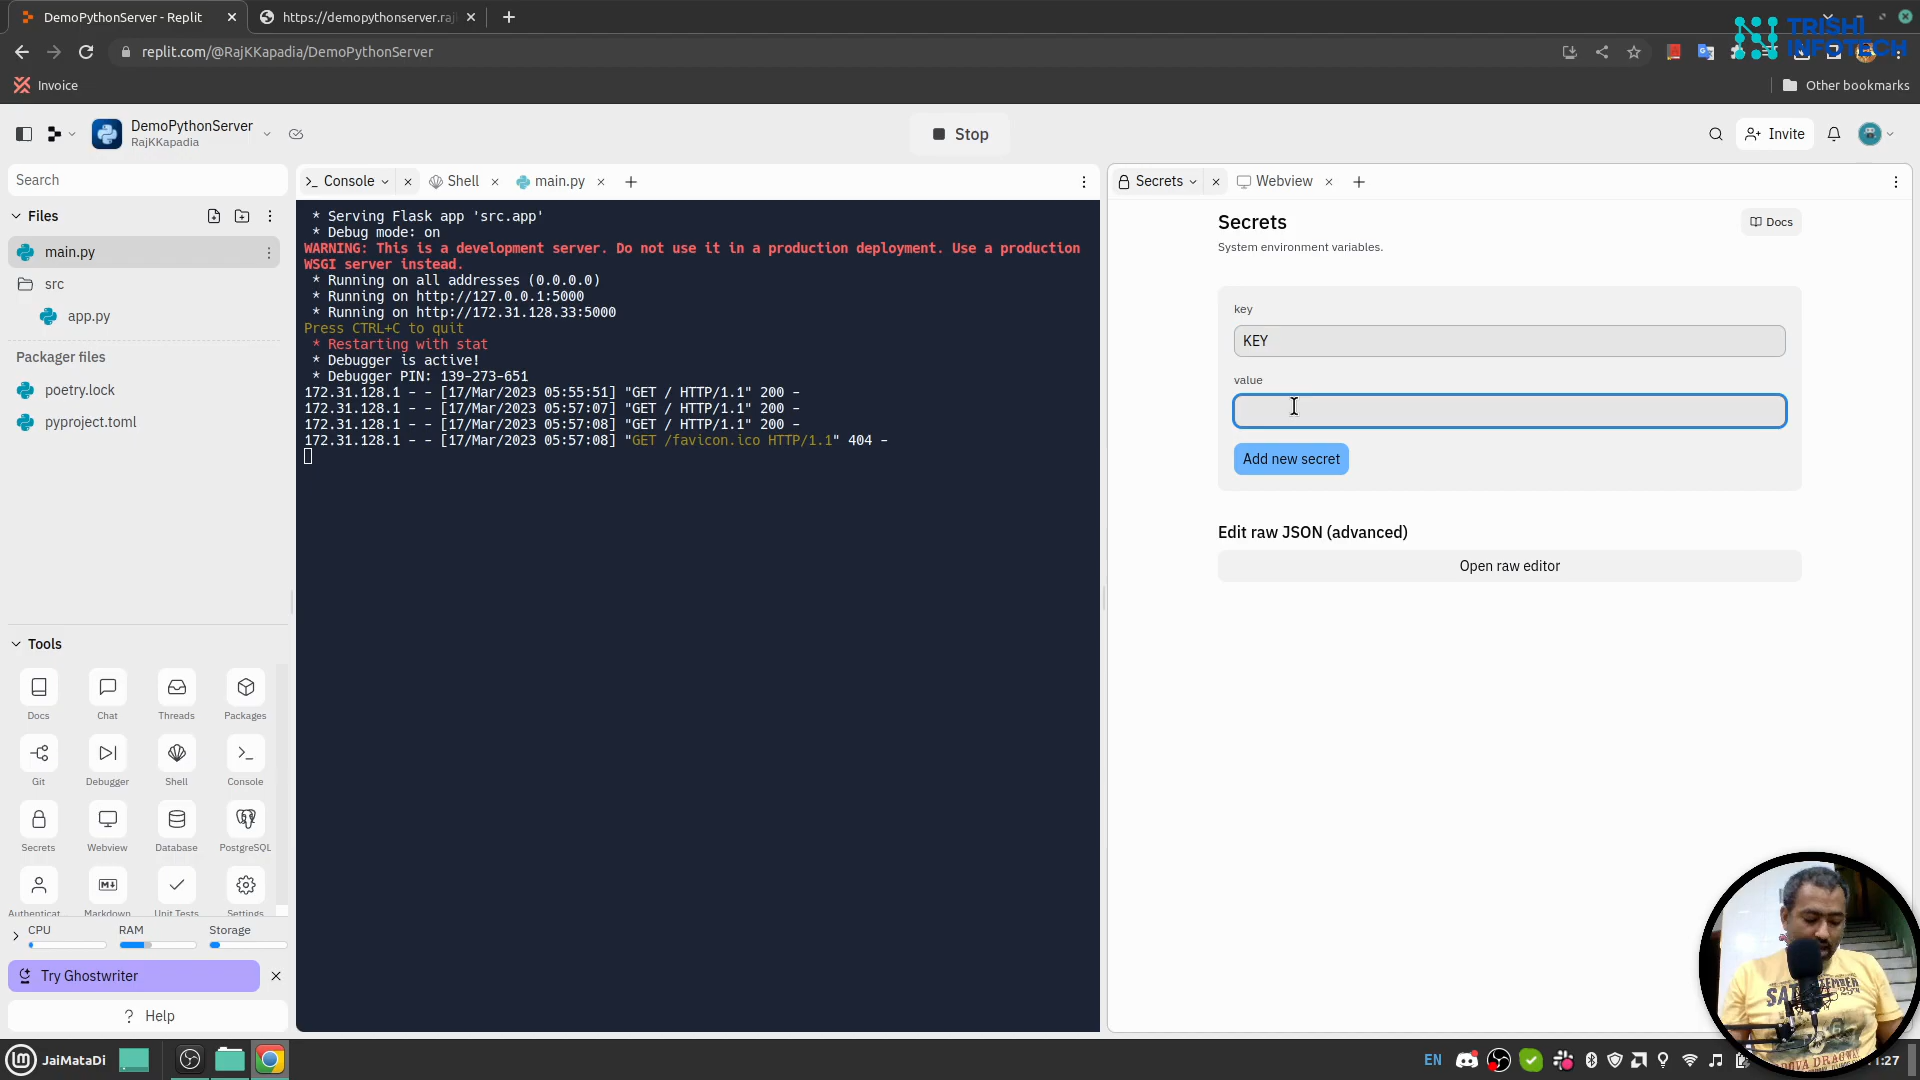 DemoPythonServer - Replit
https://demopythonserver.raj
replit.com/@RajKKapadia/DemoPythonServer
TRISHI
INFOTECH
Invoice
Other bookmarks
DemoPythonServer
RajKKapadia
Stop
Invite
Search
Files
main.py
src
app.py
Packager files
poetry.lock
pyproject.toml
Tools
Docs
Chat
Threads
Packages
Git
Debugger
Shell
Console
Secrets
Webview
Database
PostgreSQL
Authenticat...
Markdown
Unit Tests
Settings
CPU
RAM
Storage
Try Ghostwriter
? Help
>_ Console
Shell
main.py
* Serving Flask app 'src.app'
* Debug mode: on
WARNING: This is a development server. Do not use it in a production deployment. Use a production
WSGI server instead.
* Running on all addresses (0.0.0.0)
* Running on http://127.0.0.1:5000
* Running on http://172.31.128.33:5000
Press CTRL+C to quit
* Restarting with stat
* Debugger is active!
* Debugger PIN: 139-273-651
172.31.128.1 - - [17/Mar/2023 05:55:51] "GET / HTTP/1.1" 200 -
172.31.128.1 - - [17/Mar/2023 05:57:07] "GET / HTTP/1.1" 200 -
172.31.128.1 - - [17/Mar/2023 05:57:08] "GET / HTTP/1.1" 200 -
172.31.128.1 - - [17/Mar/2023 05:57:08] "GET /favicon.ico HTTP/1.1" 404 -
Secrets
Webview
Secrets
Docs
System environment variables.
key
KEY
value
Add new secret
Edit raw JSON (advanced)
Open raw editor
JaiMataDi
EN
:27